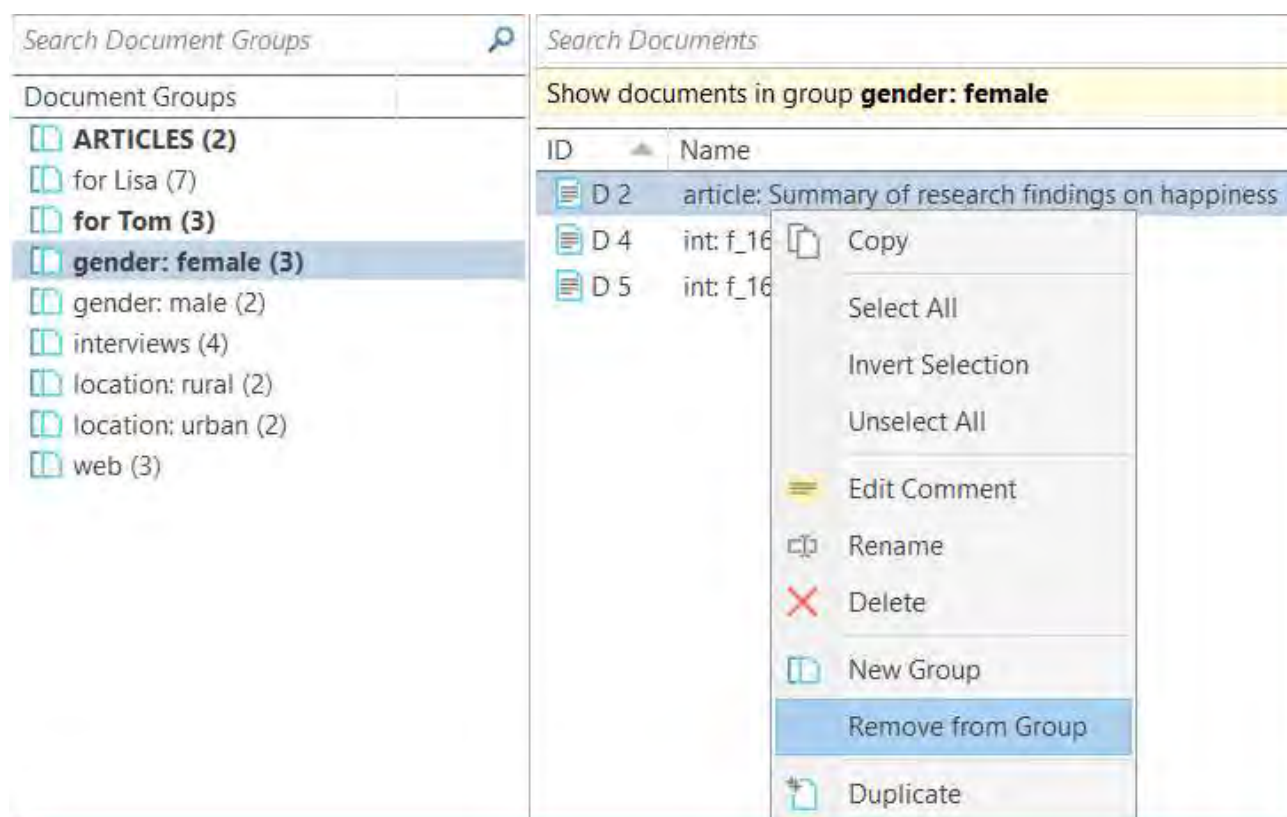 Search Document Groups
Document Groups
ARTICLES (2)
for Lisa (7)
for Tom (3)
gender: female (3)
gender: male (2)
interviews (4)
location: rural (2)
location: urban (2)
web (3)
Search Documents
Show documents in group gender: female
ID Name
D 2 article: Summary of research findings on happiness
D 4 int: f_16
D 5 int: f_16
Copy
Select All
Invert Selection
Unselect All
Edit Comment
Rename
Delete
New Group
Remove from Group
Duplicate